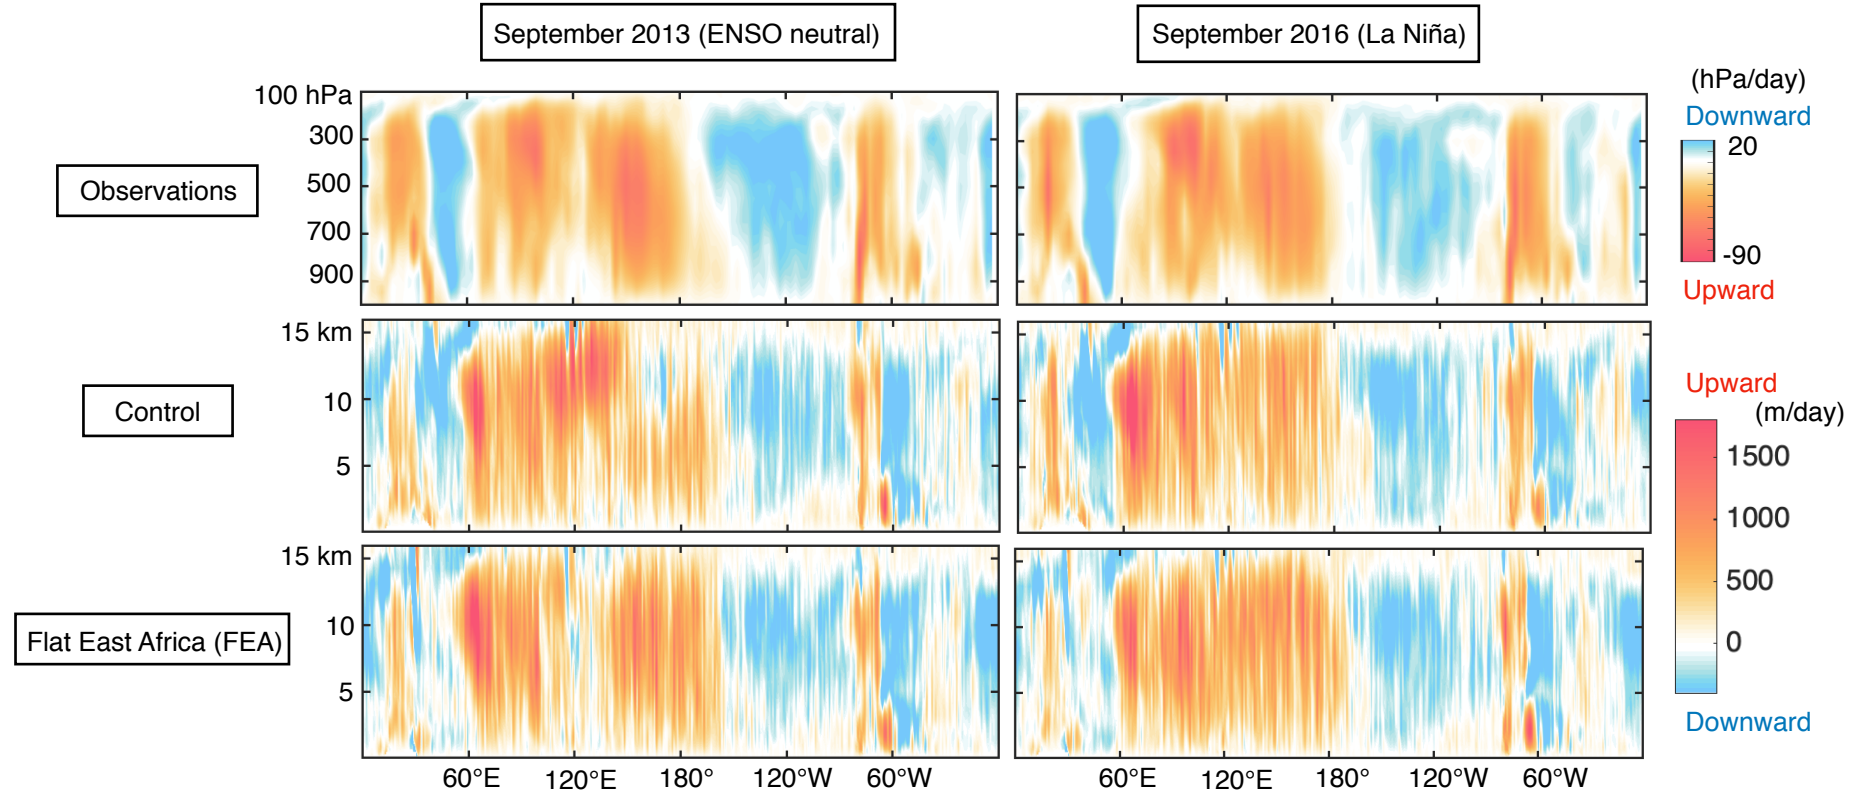 September 2013 (ENSO neutral)
September 2016 (La Niña)
(hPa/day)
Downward
20
-90
Upward
100 hPa
300
500
700
900
Observations
15 km
10
5
Control
Upward
(m/day)
1500
1000
500
0
Downward
15 km
10
5
Flat East Africa (FEA)
60°E 120°E 180° 120°W 60°W
60°E 120°E 180° 120°W 60°W